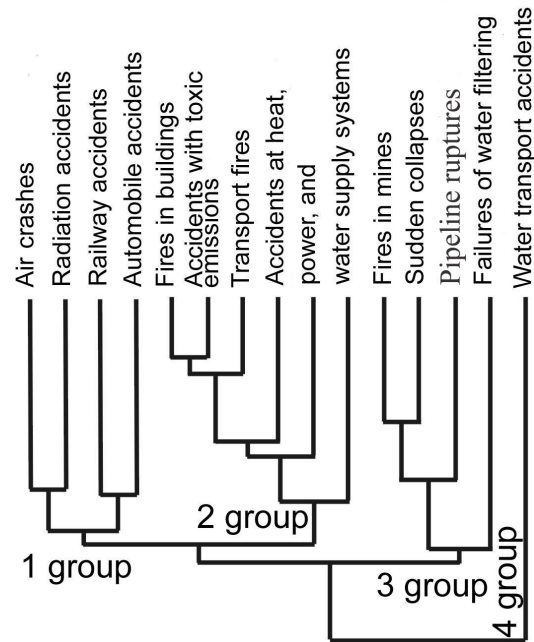 Air crashes
Radiation accidents
Railway accidents
Automobile accidents
Fires in buildings
Accidents with toxic
emissions
Transport fires
Accidents at heat,
power, and
water supply systems
Fires in mines
Sudden collapses
Pipeline ruptures
Failures of water filtering
Water transport accidents
1 group
2 group
3 group
4 group